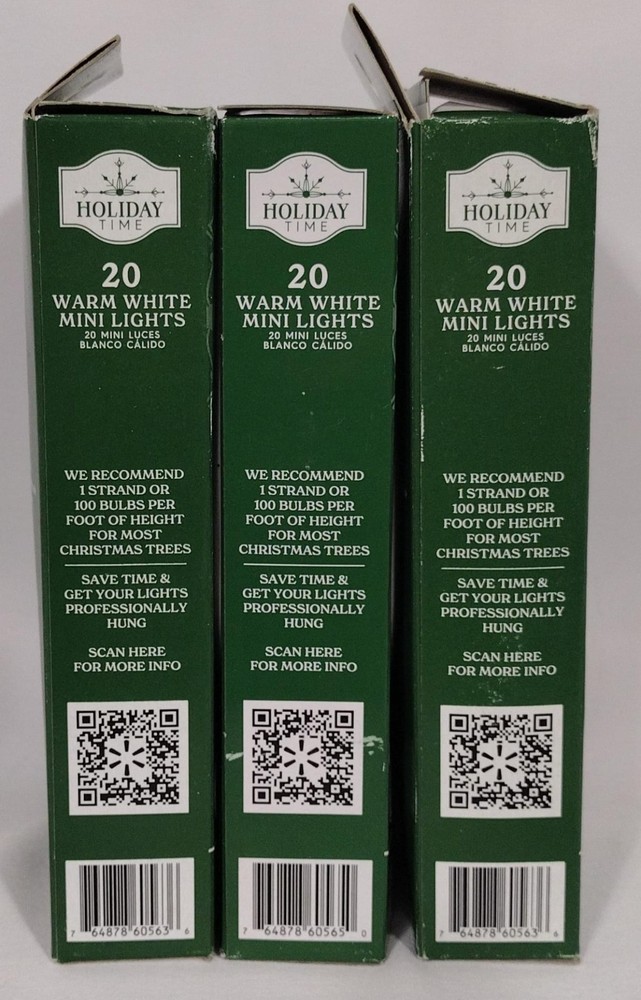 HOLIDAY
TIME
20
WARM WHITE
MINI LIGHTS
20 MINI LUCES
BLANCO CÁLIDO
WE RECOMMEND
1 STRAND OR
100 BULBS PER
FOOT OF HEIGHT
FOR MOST
CHRISTMAS TREES
SAVE TIME &
GET YOUR LIGHTS
PROFESSIONALLY
HUNG
SCAN HERE
FOR MORE INFO
7 64878 60563 6
HOLIDAY
TIME
20
WARM WHITE
MINI LIGHTS
20 MINI LUCES
BLANCO CÁLIDO
WE RECOMMEND
1 STRAND OR
100 BULBS PER
FOOT OF HEIGHT
FOR MOST
CHRISTMAS TREES
SAVE TIME &
GET YOUR LIGHTS
PROFESSIONALLY
HUNG
SCAN HERE
FOR MORE INFO
7 64878 60565 0
HOLIDAY
TIME
20
WARM WHITE
MINI LIGHTS
20 MINI LUCES
BLANCO CÁLIDO
WE RECOMMEND
1 STRAND OR
100 BULBS PER
FOOT OF HEIGHT
FOR MOST
CHRISTMAS TREES
SAVE TIME &
GET YOUR LIGHTS
PROFESSIONALLY
HUNG
SCAN HERE
FOR MORE INFO
7 64878 60563 6